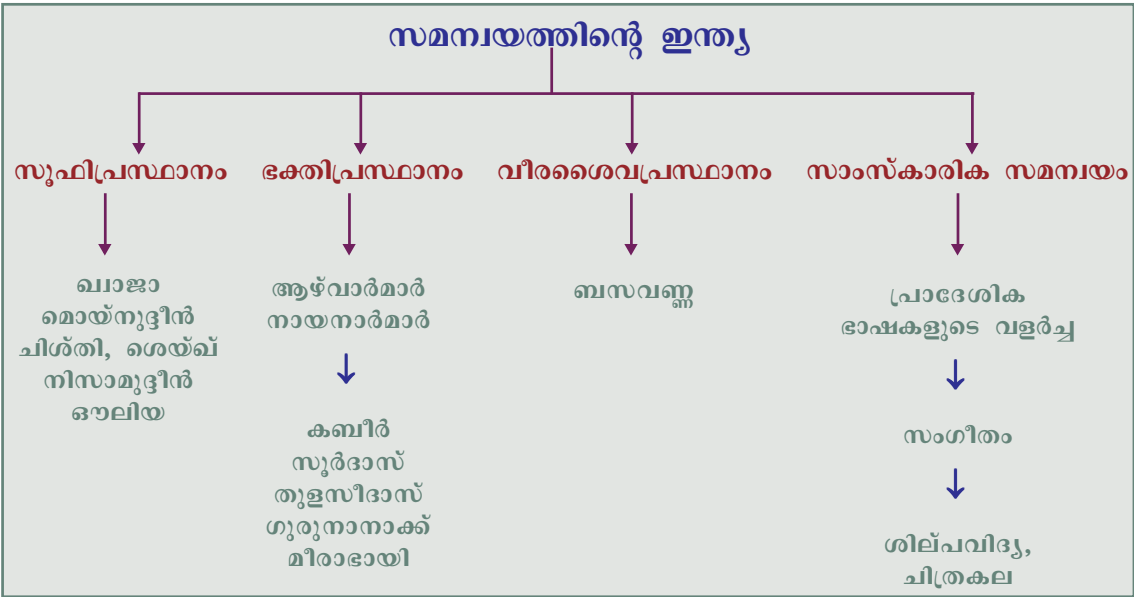 സമന്വയത്തിന്റെ ഇന്ത്യ
സൂഫിപ്രസ്ഥാനം
ഭക്തിപ്രസ്ഥാനം
വീരശൈവപ്രസ്ഥാനം
സാംസ്കാരിക സമന്വയം
ഖ്വാജാ
മൊയ്നുദ്ദീൻ
ചിശ്തി, ശെയ്ഖ്
നിസാമുദ്ദീൻ
ഔലിയ
ആഴ്‌വാർമാർ
നായനാർമാർ
കബീർ
സൂർദാസ്
തുളസീദാസ്
ഗുരുനാനാക്ക്
മീരാഭായി
ബസവണ്ണ
പ്രാദേശിക
ഭാഷകളുടെ വളർച്ച
സംഗീതം
ശില്പവിദ്യ,
ചിത്രകല